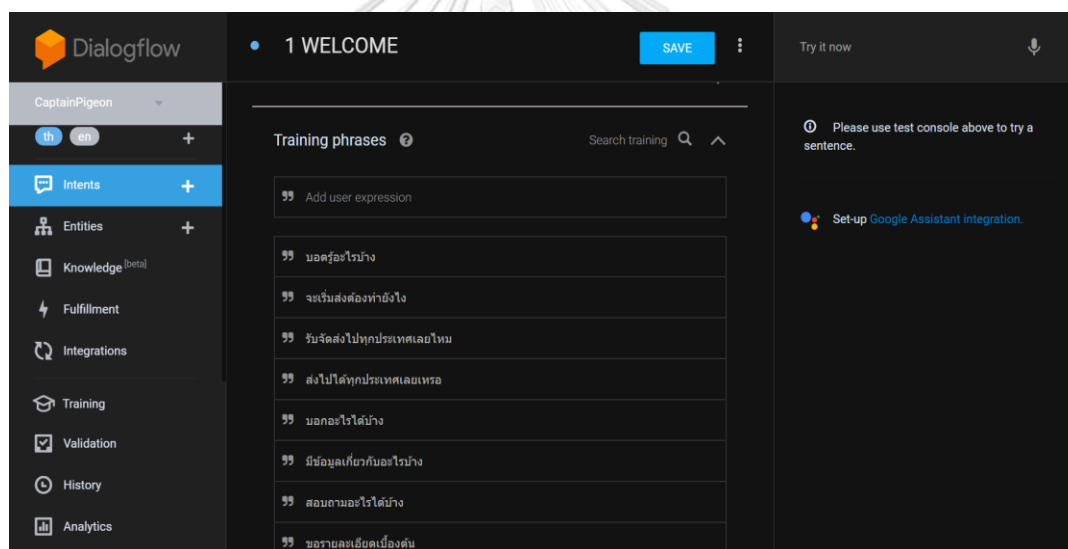 Dialogflow
1 WELCOME
SAVE
Try it now
CaptainPigeon
th en
Training phrases
Search training
Please use test console above to try a
sentence.
Intents
Add user expression
Set-up Google Assistant integration.
Entities
Knowledge [beta]
บอตรู้อะไรบ้าง
จะเริ่มส่งต้องทำยังไง
Fulfillment
รับจัดส่งไปทุกประเทศเลยไหม
Integrations
ส่งไปได้ทุกประเทศเลยเหรอ
Training
บอกอะไรได้บ้าง
Validation
มีข้อมูลเกี่ยวกับอะไรบ้าง
History
สอบถามอะไรได้บ้าง
Analytics
ขอรายละเอียดเบื้องต้น